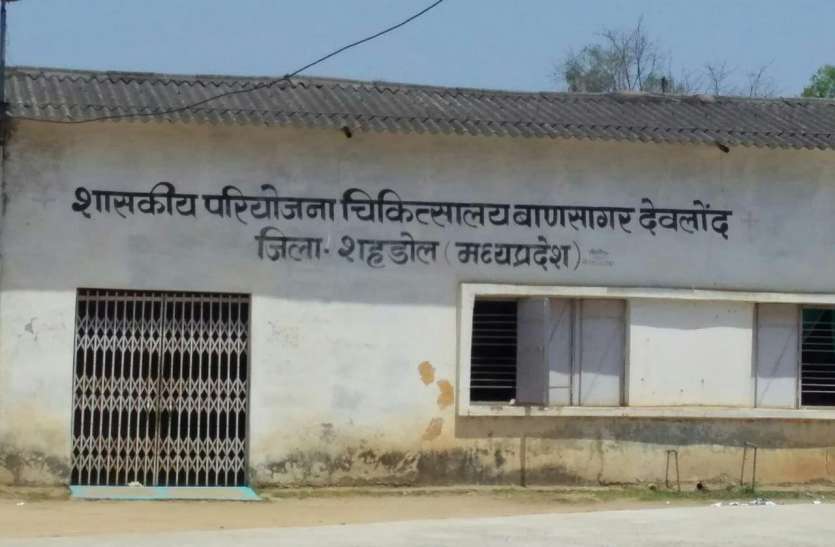 शासकीय परियोजना चिकित्सालय बाणसागर देवलोंद
जिला- शहडोल (मध्यप्रदेश)